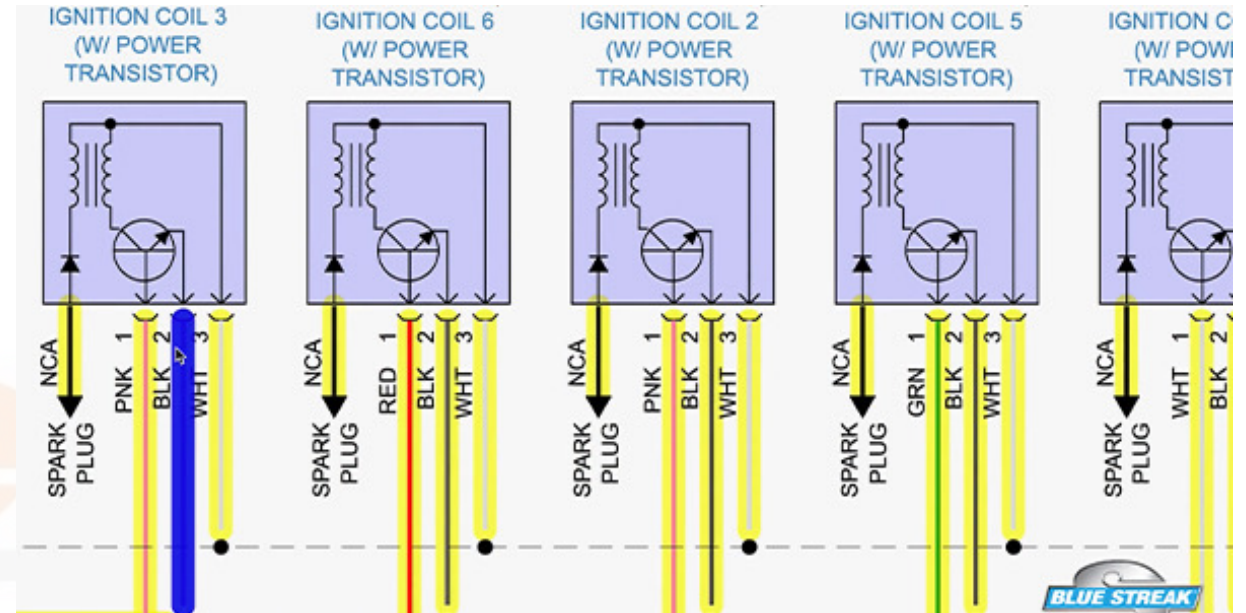 IGNITION COIL 3
(W/ POWER
TRANSISTOR)
IGNITION COIL 6
(W/ POWER
TRANSISTOR)
IGNITION COIL 2
(W/ POWER
TRANSISTOR)
IGNITION COIL 5
(W/ POWER
TRANSISTOR)
IGNITION
(W/
NCA
SPARK
PLUG
PNK 1
BLK 2
WHT 3
NCA
SPARK
PLUG
RED 1
BLK 2
WHT 3
NCA
SPARK
PLUG
PNK 1
BLK 2
WHT 3
NCA
SPARK
PLUG
GRN 1
BLK 2
WHT 3
NCA
SPARK
PLUG
WHT 1
BLK 2
BLUE STREAK